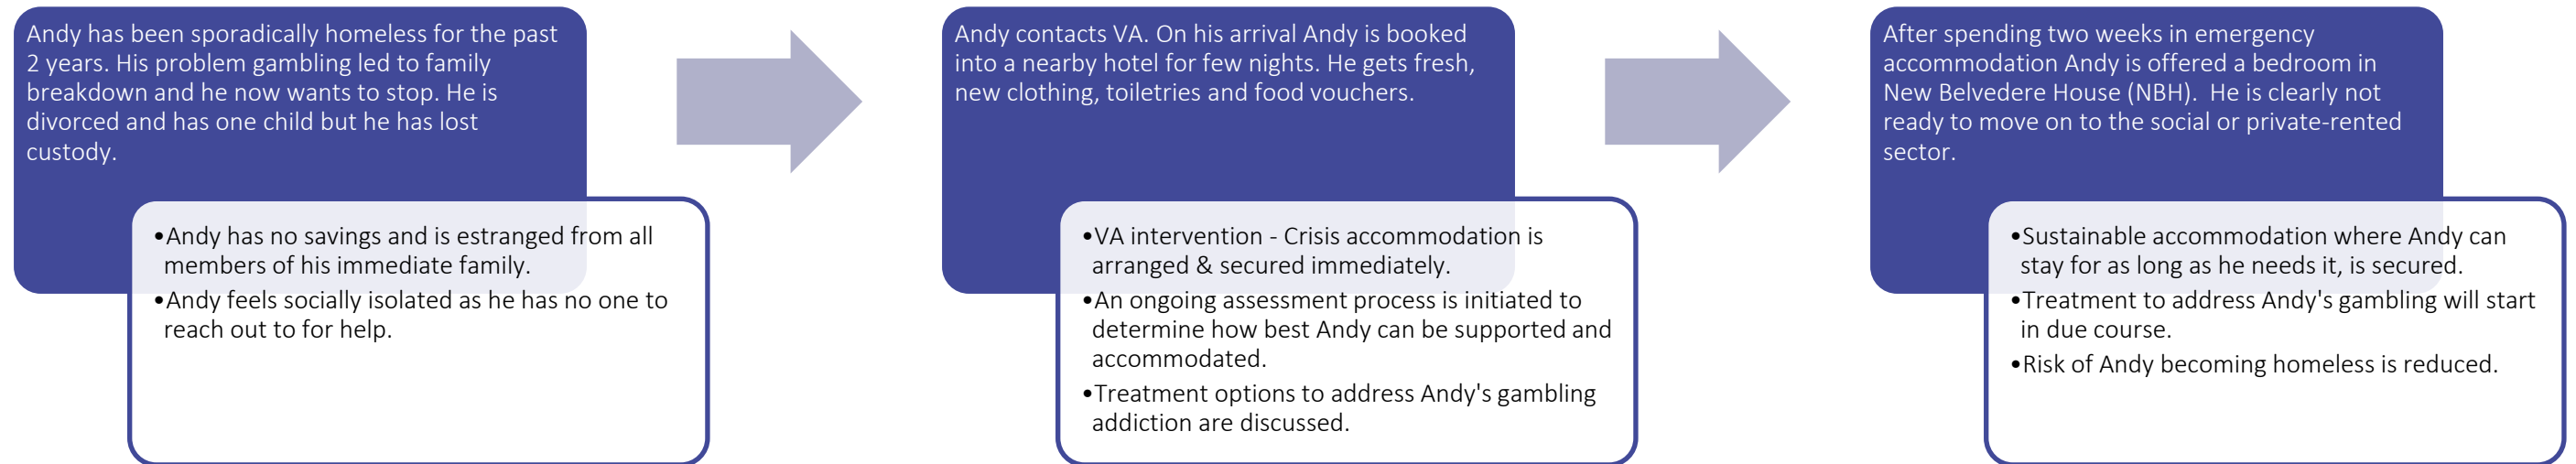 Andy has been sporadically homeless for the past
2 years. His problem gambling led to family
breakdown and he now wants to stop. He is
divorced and has one child but he has lost
custody.
•Andy has no savings and is estranged from all
members of his immediate family.
•Andy feels socially isolated as he has no one to
reach out to for help.
Andy contacts VA. On his arrival Andy is booked
into a nearby hotel for few nights. He gets fresh,
new clothing, toiletries and food vouchers.
•VA intervention - Crisis accommodation is
arranged & secured immediately.
•An ongoing assessment process is initiated to
determine how best Andy can be supported and
accommodated.
•Treatment options to address Andy's gambling
addiction are discussed.
After spending two weeks in emergency
accommodation Andy is offered a bedroom in
New Belvedere House (NBH).  He is clearly not
ready to move on to the social or private-rented
sector.
•Sustainable accommodation where Andy can
stay for as long as he needs it, is secured.
•Treatment to address Andy's gambling will start
in due course.
•Risk of Andy becoming homeless is reduced.